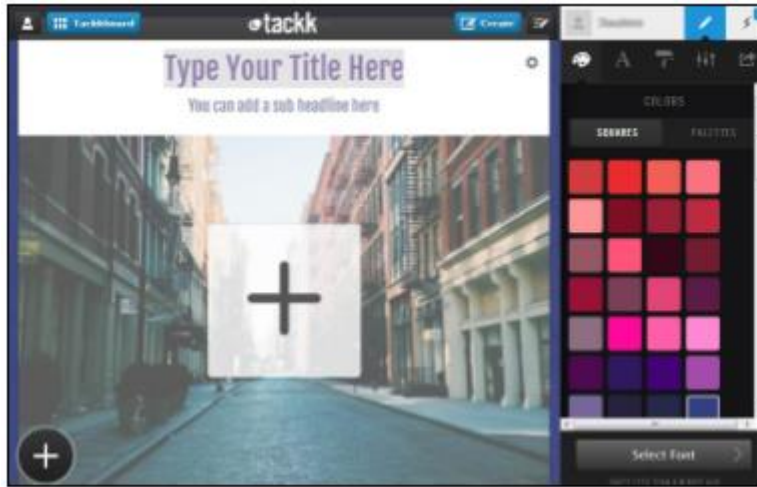 Tackkboard
tackk
Create
Type Your Title Here
You can add a sub headline here
A
COLORS
SQUARES PALETTES
Select Font